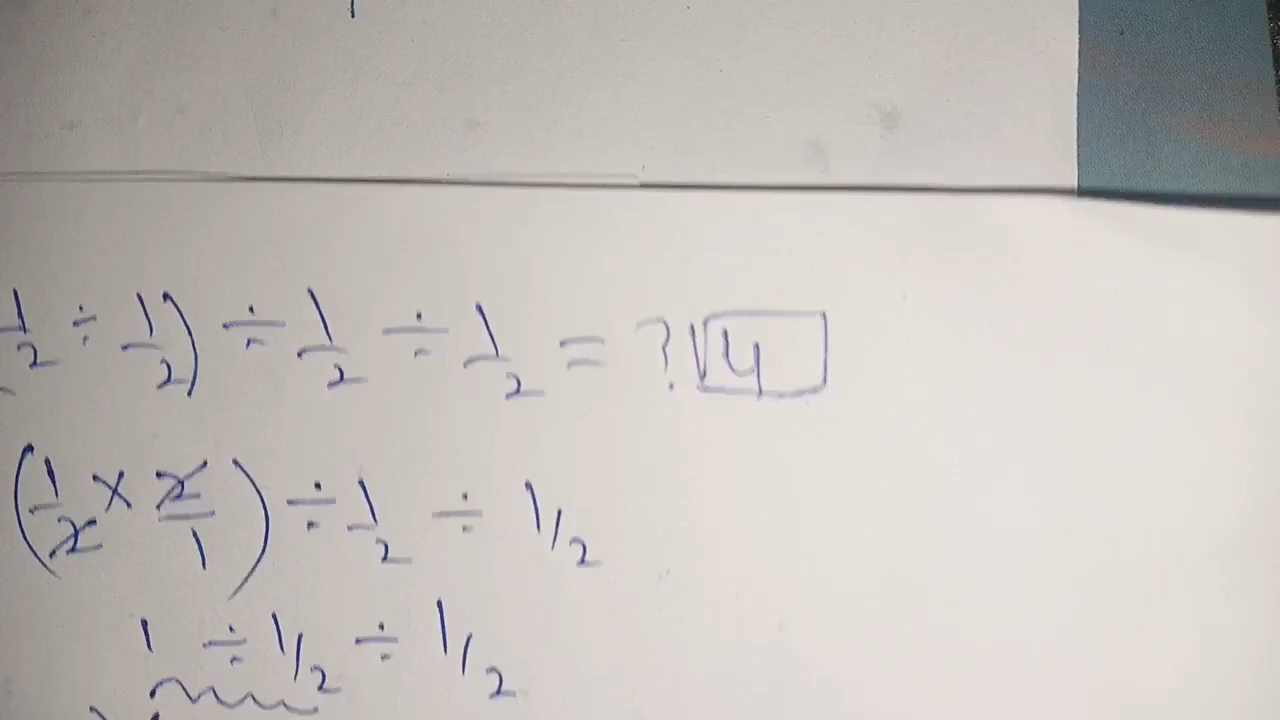 1/2 ÷ 1/2) ÷ 1/2 ÷ 1/2 = ? √4
(1/2 × 2/1) ÷ 1/2 ÷ 1/2
1 ÷ 1/2 ÷ 1/2